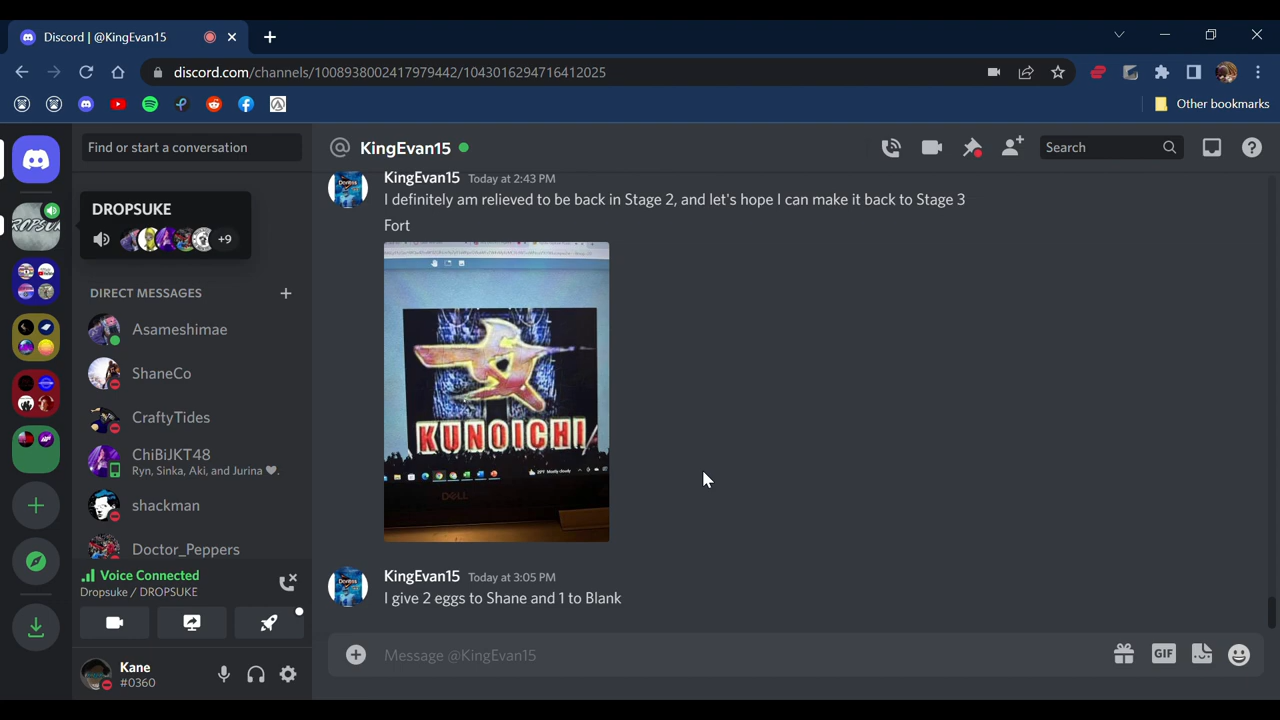 Discord | @KingEvan15
discord.com/channels/1008938002417979442/1043016294716412025
Other bookmarks
Find or start a conversation
@ KingEvan15
Search
DROPSUKE
+9
DIRECT MESSAGES
Asameshimae
ShaneCo
CraftyTides
ChiBiJKT48
Ryn, Sinka, Aki, and Jurina
shackman
Doctor_Peppers
Voice Connected
Dropsuke / DROPSUKE
Kane
#0360
KingEvan15 Today at 2:43 PM
I definitely am relieved to be back in Stage 2, and let's hope I can make it back to Stage 3
Fort
KUNOICHI
29°F Mostly cloudy
DELL
KingEvan15 Today at 3:05 PM
I give 2 eggs to Shane and 1 to Blank
Message @KingEvan15
GIF